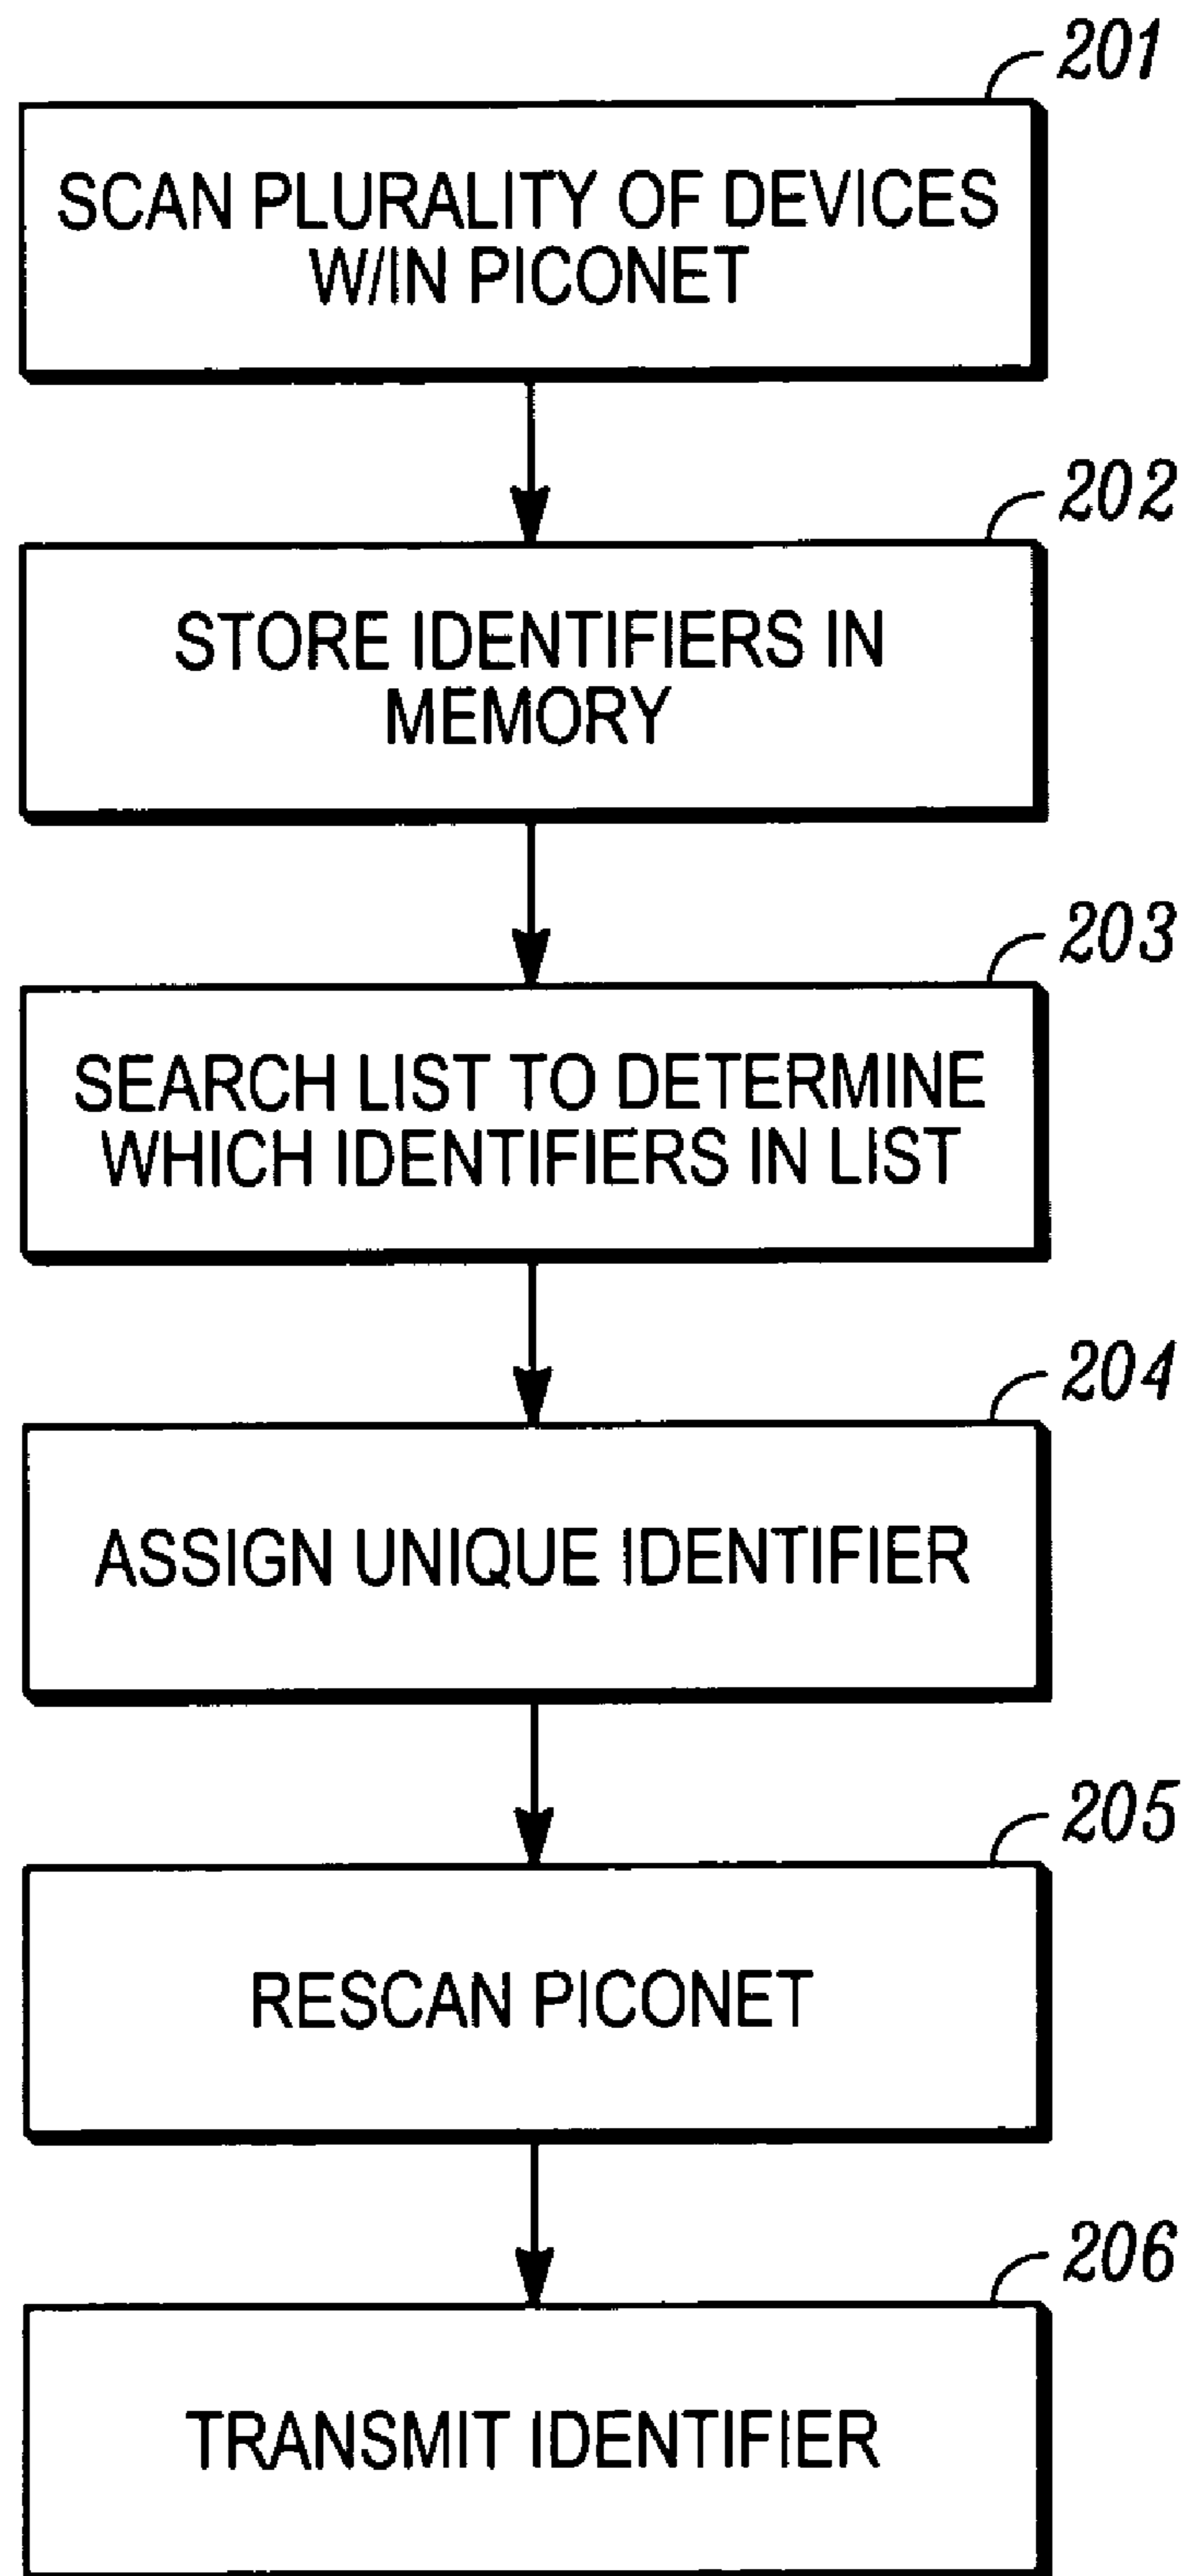 201
SCAN PLURALITY OF DEVICES
W/IN PICONET
202
STORE IDENTIFIERS IN
MEMORY
203
SEARCH LIST TO DETERMINE
WHICH IDENTIFIERS IN LIST
204
ASSIGN UNIQUE IDENTIFIER
205
RESCAN PICONET
206
TRANSMIT IDENTIFIER